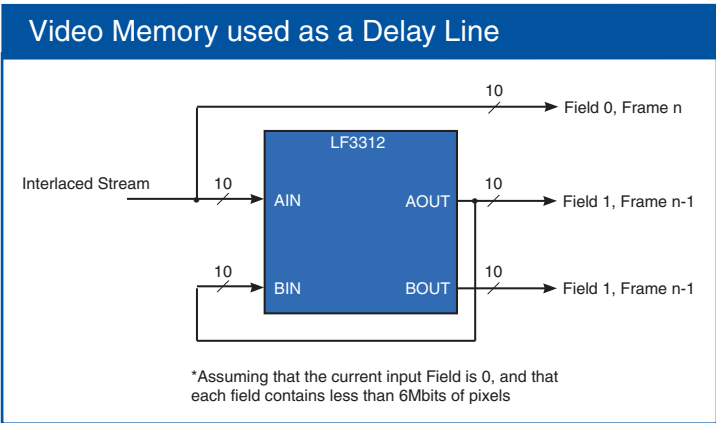 Video Memory used as a Delay Line
10
Field 0, Frame n
LF3312
Interlaced Stream
10
AIN
AOUT
10
Field 1, Frame n-1
10
BIN
BOUT
10
Field 1, Frame n-1
*Assuming that the current input Field is 0, and that
each field contains less than 6Mbits of pixels